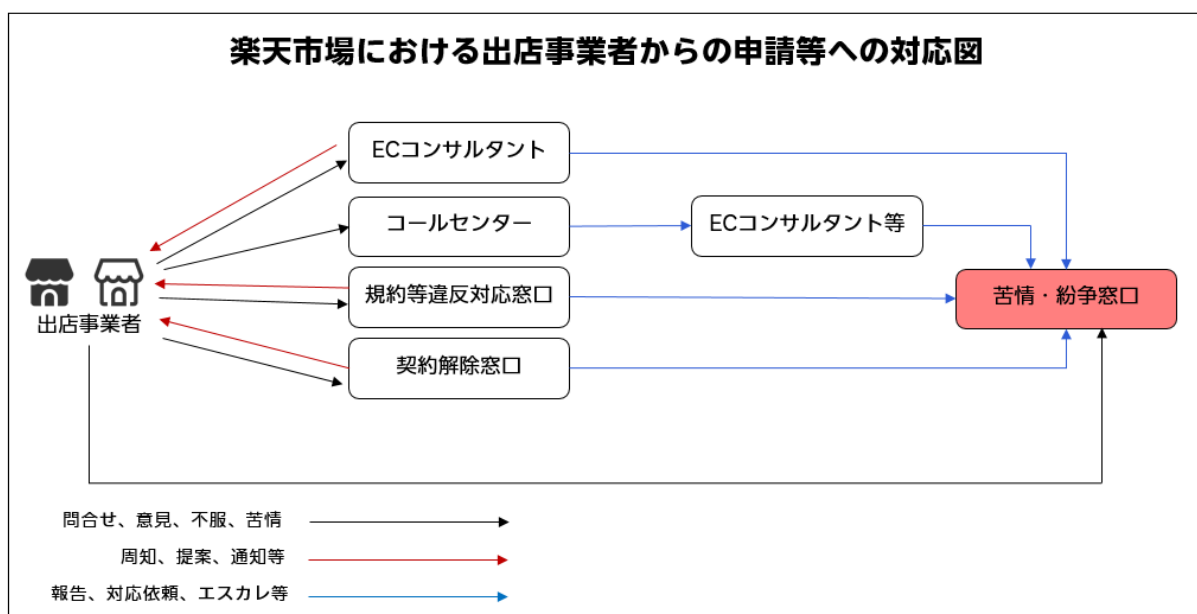 楽天市場における出店事業者からの申請等への対応図
ECコンサルタント
コールセンター
ECコンサルタント等
規約等違反対応窓口
苦情・紛争窓口
出店事業者
契約解除窓口
問合せ、意見、不服、苦情
周知、提案、通知等
報告、対応依頼、エスカレ等